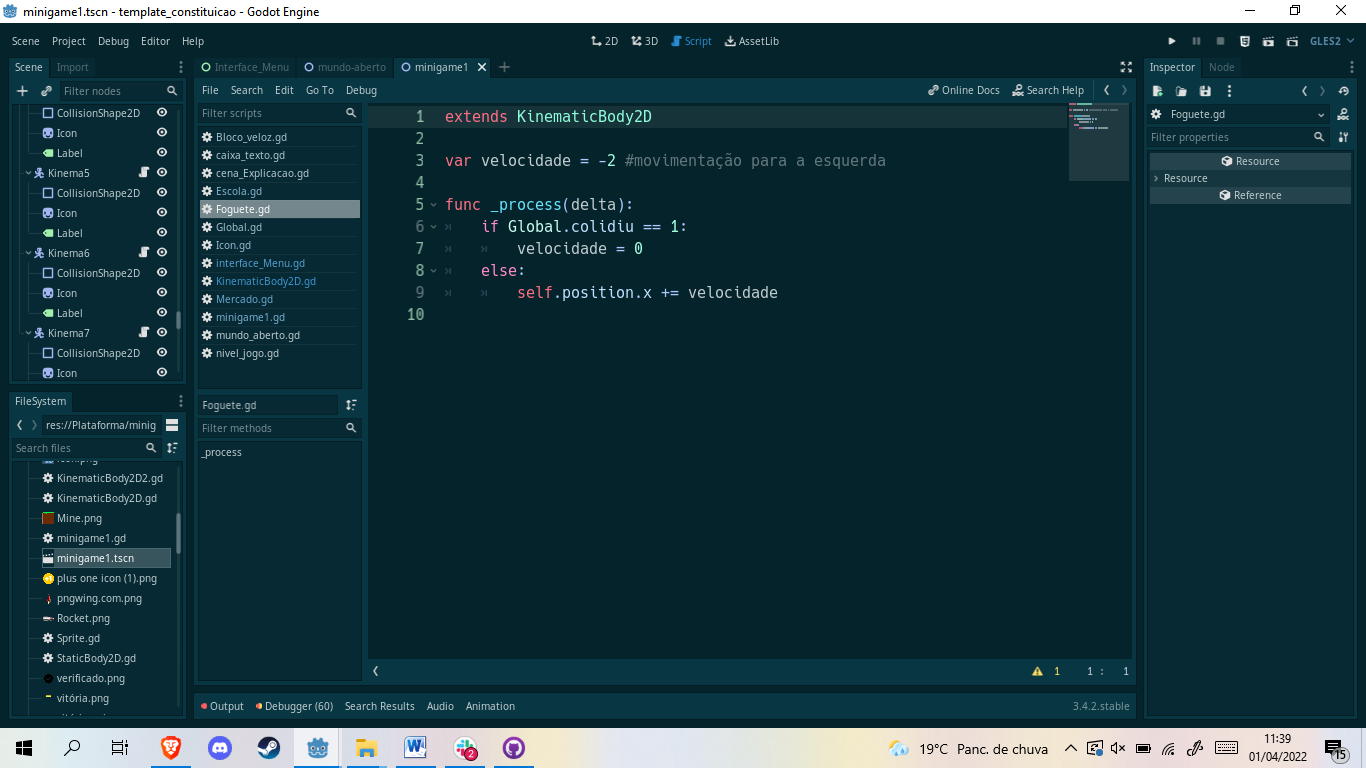 minigame1.tscn - template_constituicao - Godot Engine
Scene Project Debug Editor Help
2D 3D Script AssetLib
GLES2
Scene Import
Filter nodes
CollisionShape2D
Icon
Label
Kinema5
CollisionShape2D
Icon
Label
Kinema6
CollisionShape2D
Icon
Label
Kinema7
CollisionShape2D
Icon
FileSystem
res://Plataforma/minig
Search files
KinematicBody2D2.gd
KinematicBody2D.gd
Mine.png
minigame1.gd
minigame1.tscn
plus one icon (1).png
pngwing.com.png
Rocket.png
Sprite.gd
StaticBody2D.gd
verificado.png
vitória.png
Interface_Menu mundo-aberto minigame1
File Search Edit Go To Debug
Online Docs Search Help
Filter scripts
Bloco_veloz.gd
caixa_texto.gd
cena_Explicacao.gd
Escola.gd
Foguete.gd
Global.gd
Icon.gd
interface_Menu.gd
KinematicBody2D.gd
Mercado.gd
minigame1.gd
mundo_aberto.gd
nivel_jogo.gd
Foguete.gd
Filter methods
_process
1 extends KinematicBody2D
2
3 var velocidade = -2 #movimentação para a esquerda
4
5 func _process(delta):
6 if Global.colidiu == 1:
7 velocidade = 0
8 else:
9 self.position.x += velocidade
10
1 1 : 1
Output Debugger (60) Search Results Audio Animation
3.4.2.stable
Inspector Node
Foguete.gd
Filter properties
Resource
Resource
Reference
2
19°C Panc. de chuva
11:39
01/04/2022
15